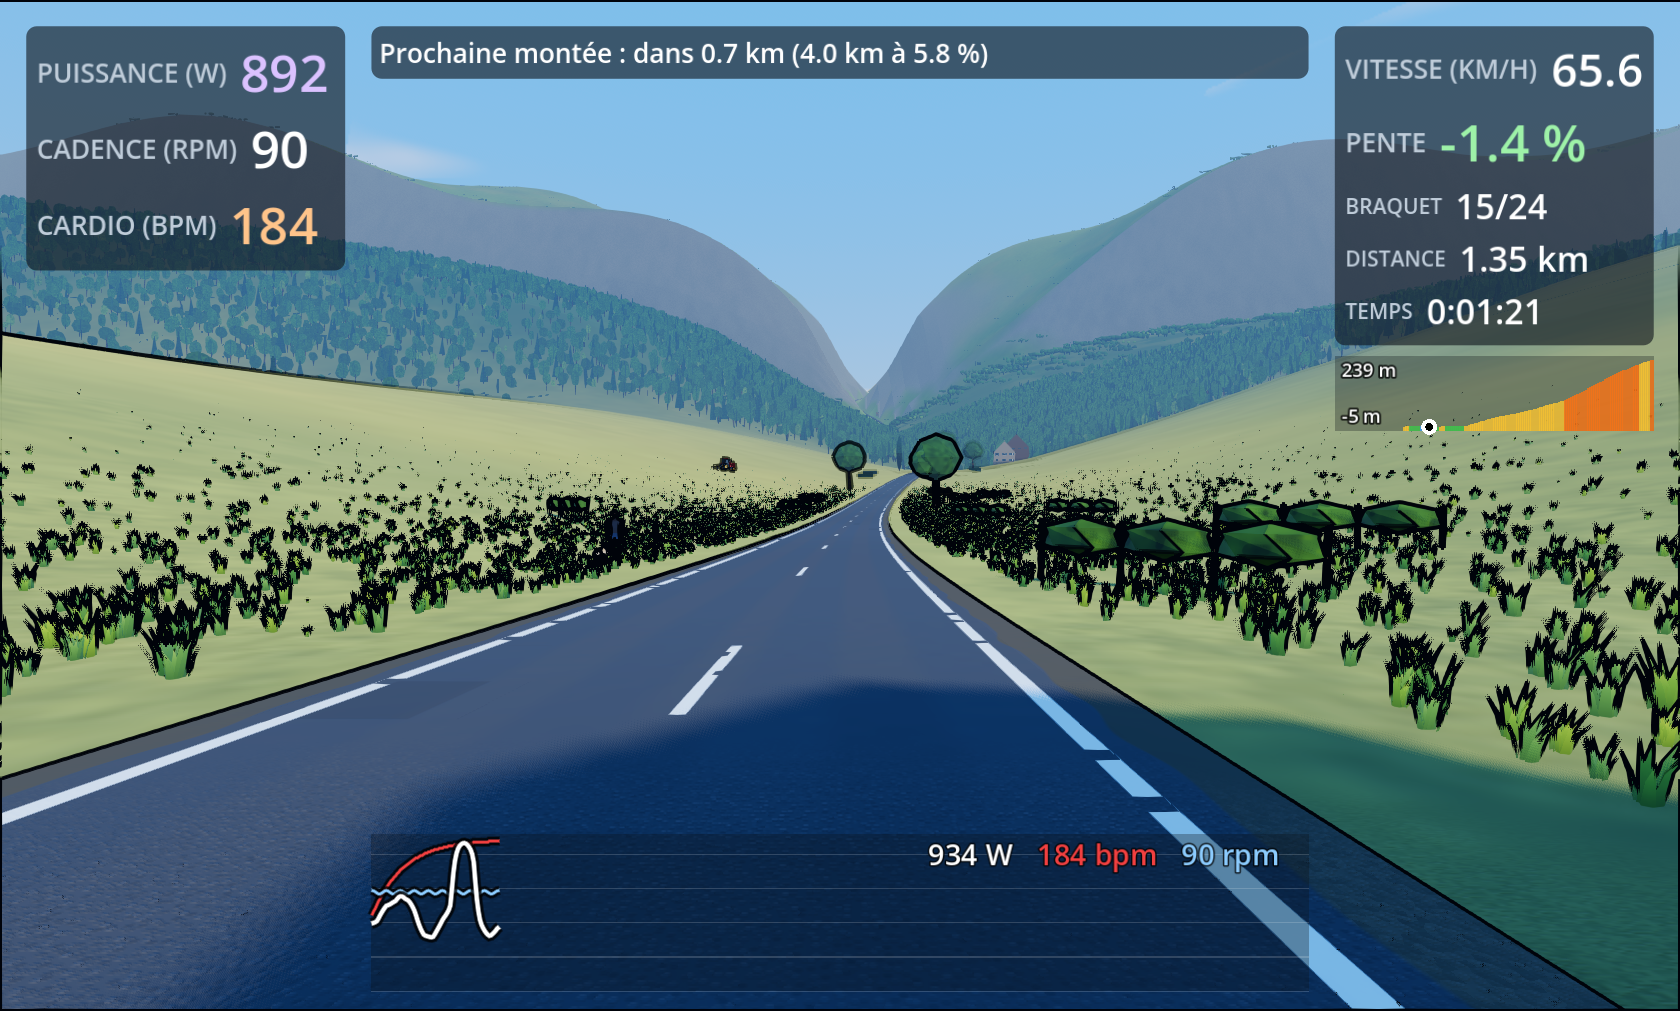 PUISSANCE (W) 892
CADENCE (RPM) 90
CARDIO (BPM) 184
Prochaine montée : dans 0.7 km (4.0 km à 5.8 %)
VITESSE (KM/H) 65.6
PENTE -1.4 %
BRAQUET 15/24
DISTANCE 1.35 km
TEMPS 0:01:21
239 m
-5 m
934 W 184 bpm 90 rpm